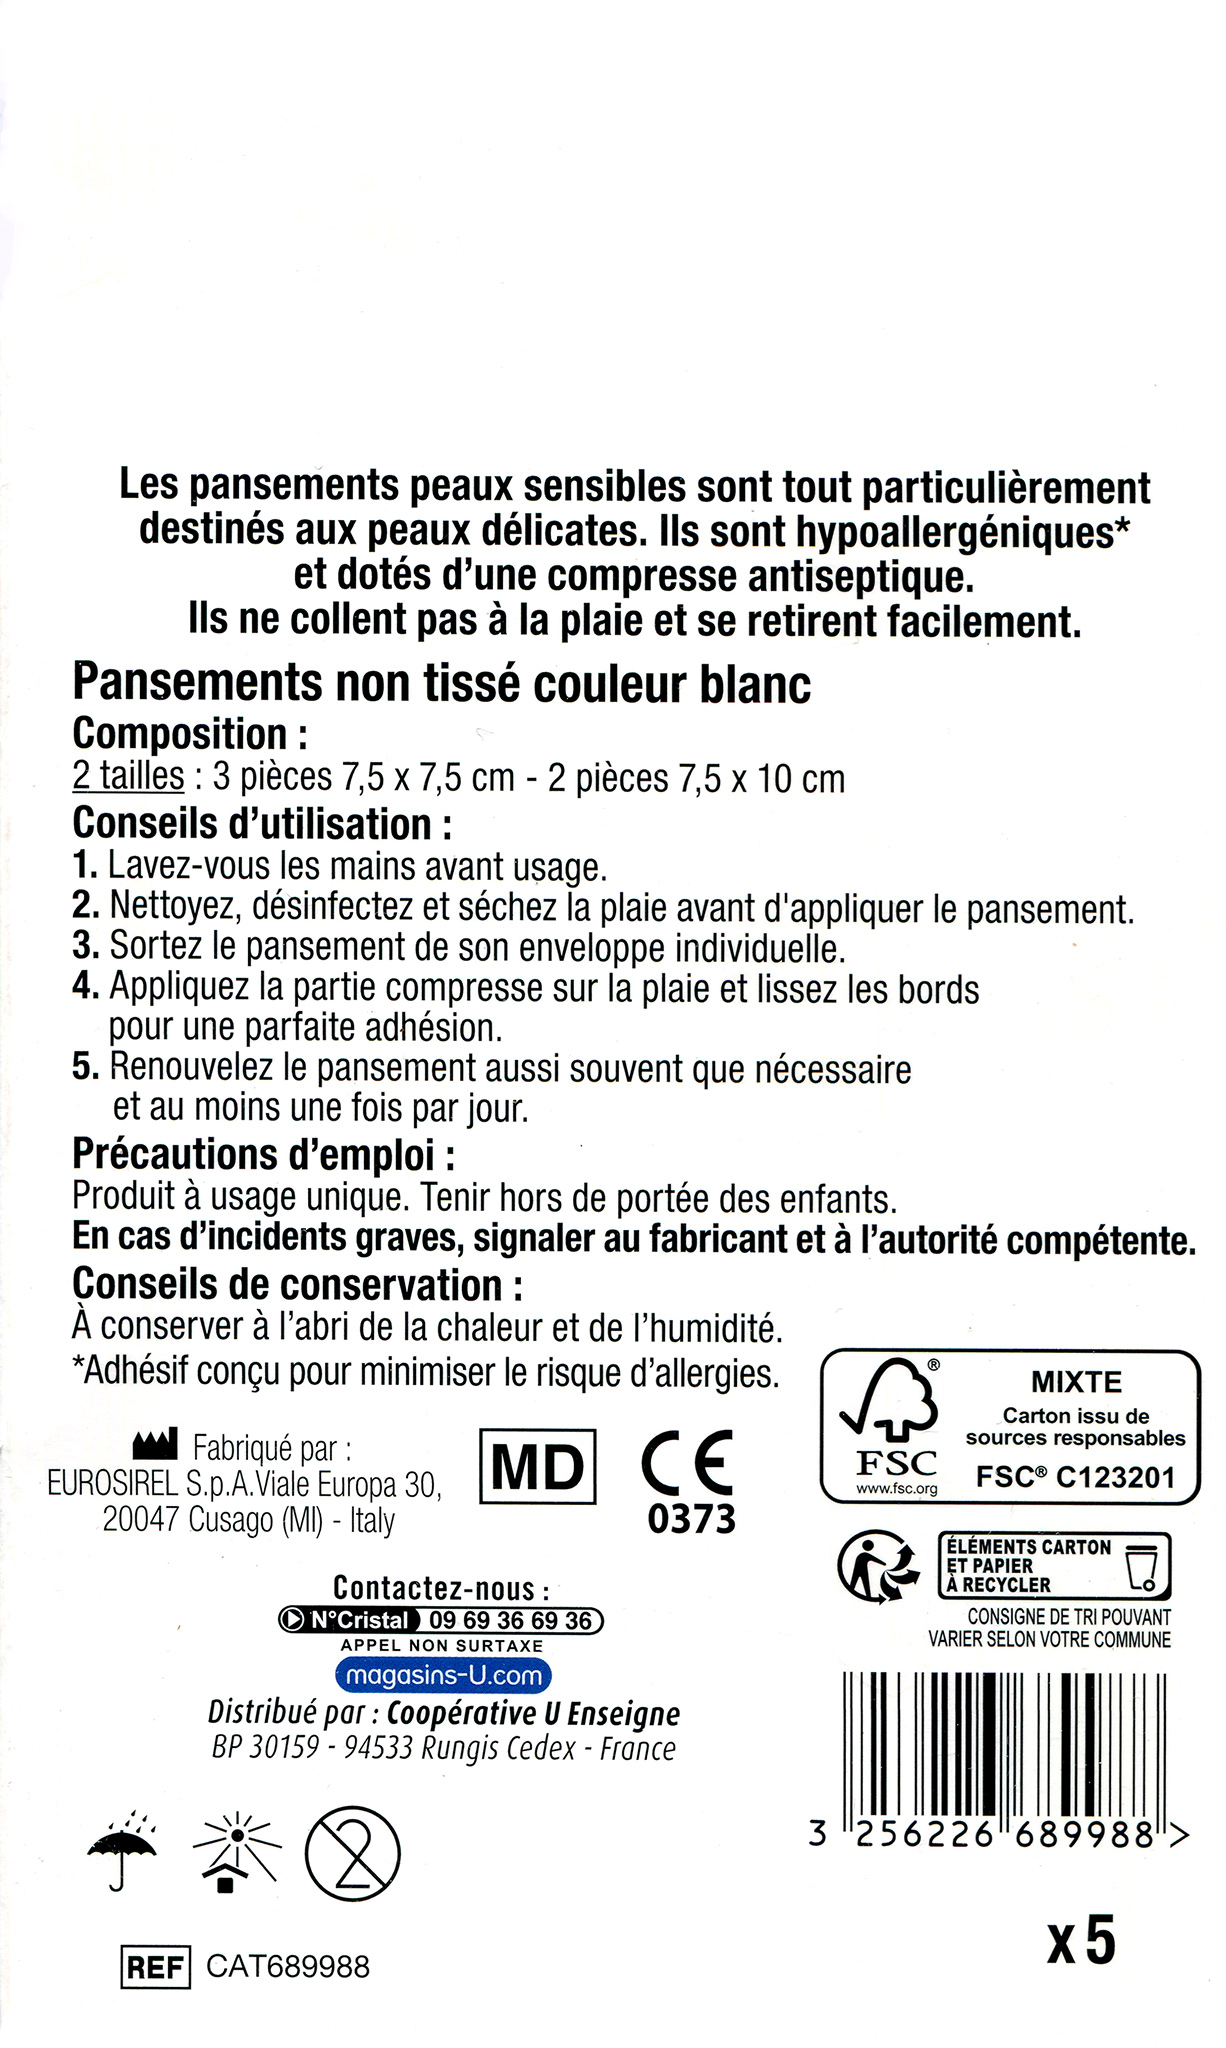 Les pansements peaux sensibles sont tout particulièrement
destinés aux peaux délicates. Ils sont hypoallergéniques*
et dotés d’une compresse antiseptique.
Ils ne collent pas à la plaie et se retirent facilement.
Pansements non tissé couleur blanc
Composition :
2 tailles : 3 pièces 7,5 x 7,5 cm - 2 pièces 7,5 x 10 cm
Conseils d’utilisation :
1. Lavez-vous les mains avant usage.
2. Nettoyez, désinfectez et séchez la plaie avant d'appliquer le pansement.
3. Sortez le pansement de son enveloppe individuelle.
4. Appliquez la partie compresse sur la plaie et lissez les bords
pour une parfaite adhésion.
5. Renouvelez le pansement aussi souvent que nécessaire
et au moins une fois par jour.
Précautions d’emploi :
Produit à usage unique. Tenir hors de portée des enfants.
En cas d’incidents graves, signaler au fabricant et à l’autorité compétente.
Conseils de conservation :
À conserver à l’abri de la chaleur et de l’humidité.
*Adhésif conçu pour minimiser le risque d’allergies.
Fabriqué par :
EUROSIREL S.p.A.Viale Europa 30,
20047 Cusago (MI) - Italy
MD
CE
0373
FSC®
www.fsc.org
MIXTE
Carton issu de
sources responsables
FSC® C123201
ÉLÉMENTS CARTON
ET PAPIER
À RECYCLER
CONSIGNE DE TRI POUVANT
VARIER SELON VOTRE COMMUNE
Contactez-nous :
N°Cristal 09 69 36 69 36
APPEL NON SURTAXE
magasins-U.com
Distribué par : Coopérative U Enseigne
BP 30159 - 94533 Rungis Cedex - France
3 256226 689988 >
2
x5
REF CAT689988